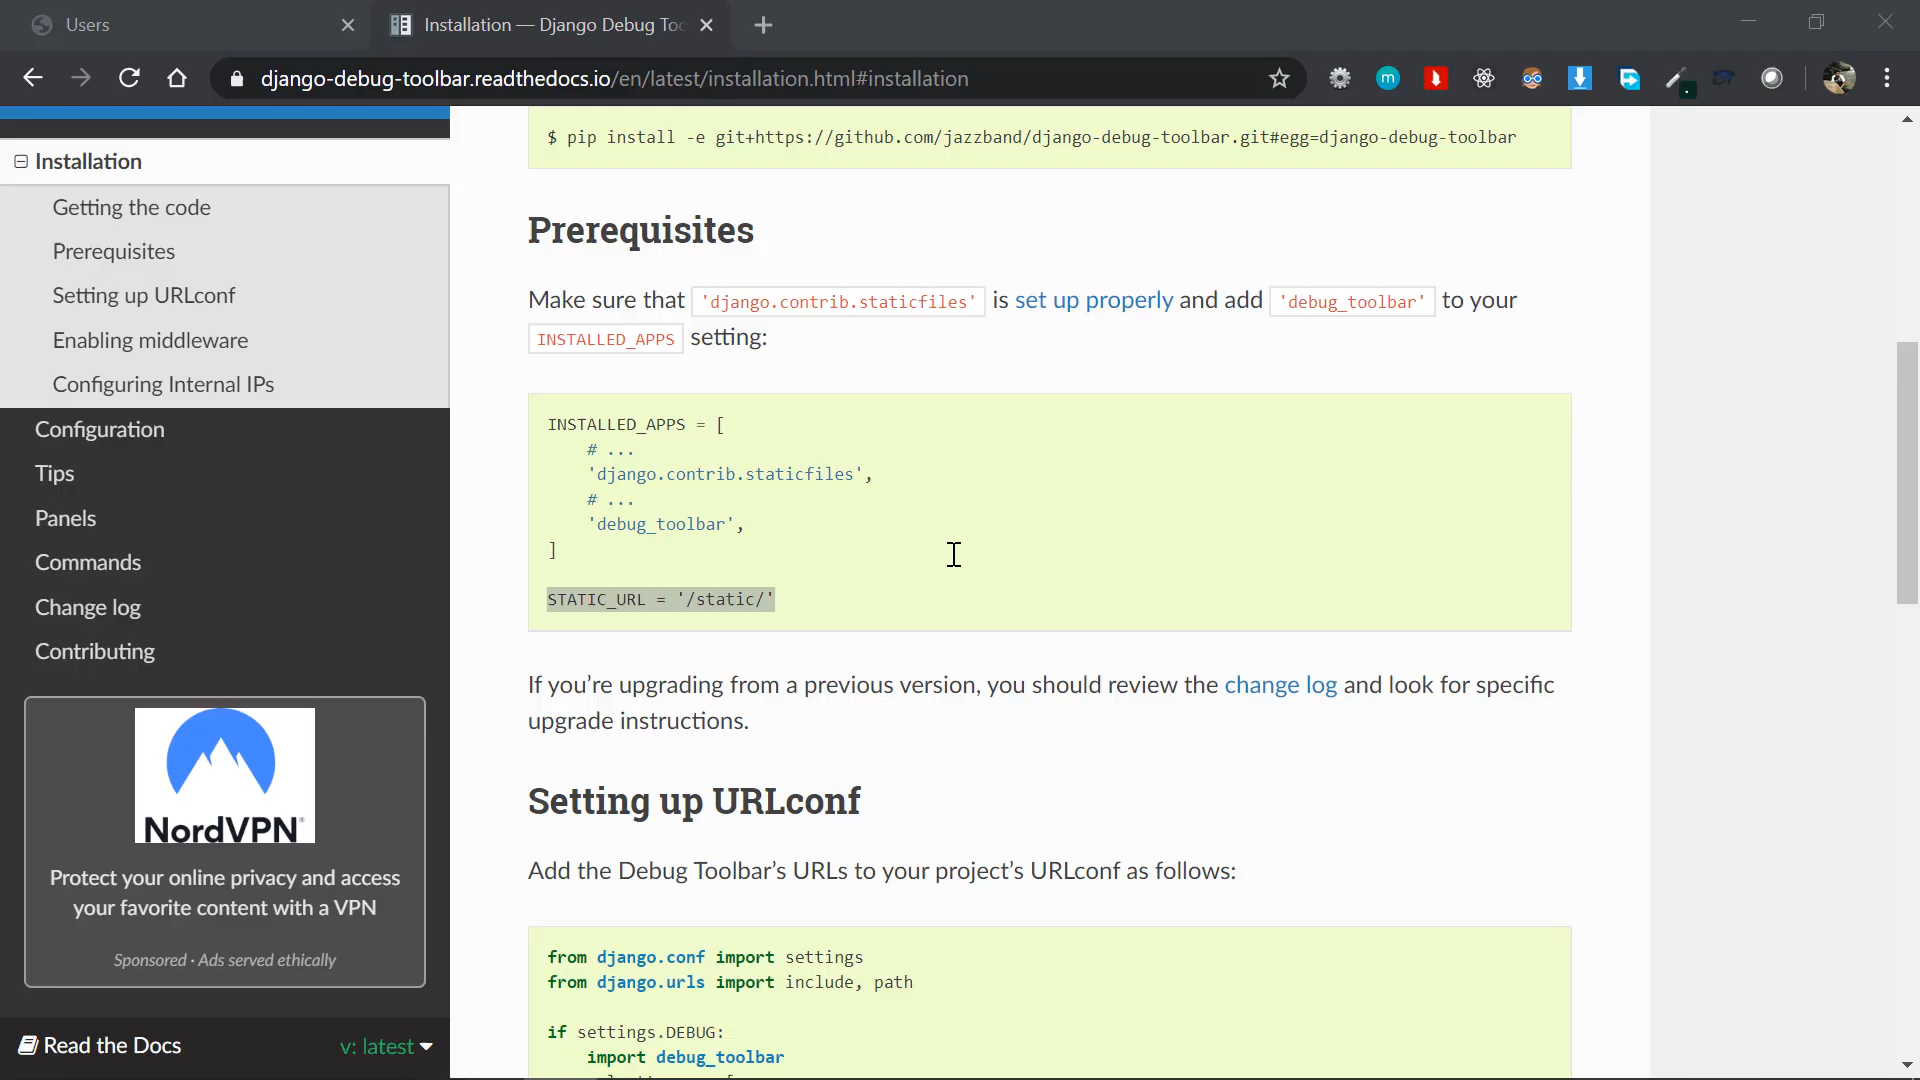 Users
Installation — Django Debug Too
django-debug-toolbar.readthedocs.io/en/latest/installation.html#installation
m
Installation
Getting the code
Prerequisites
Setting up URLconf
Enabling middleware
Configuring Internal IPs
Configuration
Tips
Panels
Commands
Change log
Contributing
NordVPN®
Protect your online privacy and access
your favorite content with a VPN
Sponsored · Ads served ethically
Read the Docs
v: latest
$ pip install -e git+https://github.com/jazzband/django-debug-toolbar.git#egg=django-debug-toolbar
Prerequisites
Make sure that 'django.contrib.staticfiles' is set up properly and add 'debug_toolbar' to your
INSTALLED_APPS setting:
INSTALLED_APPS = [
    # ...
    'django.contrib.staticfiles',
    # ...
    'debug_toolbar',
]
STATIC_URL = '/static/'
If you’re upgrading from a previous version, you should review the change log and look for specific
upgrade instructions.
Setting up URLconf
Add the Debug Toolbar’s URLs to your project’s URLconf as follows:
from django.conf import settings
from django.urls import include, path
if settings.DEBUG:
    import debug_toolbar